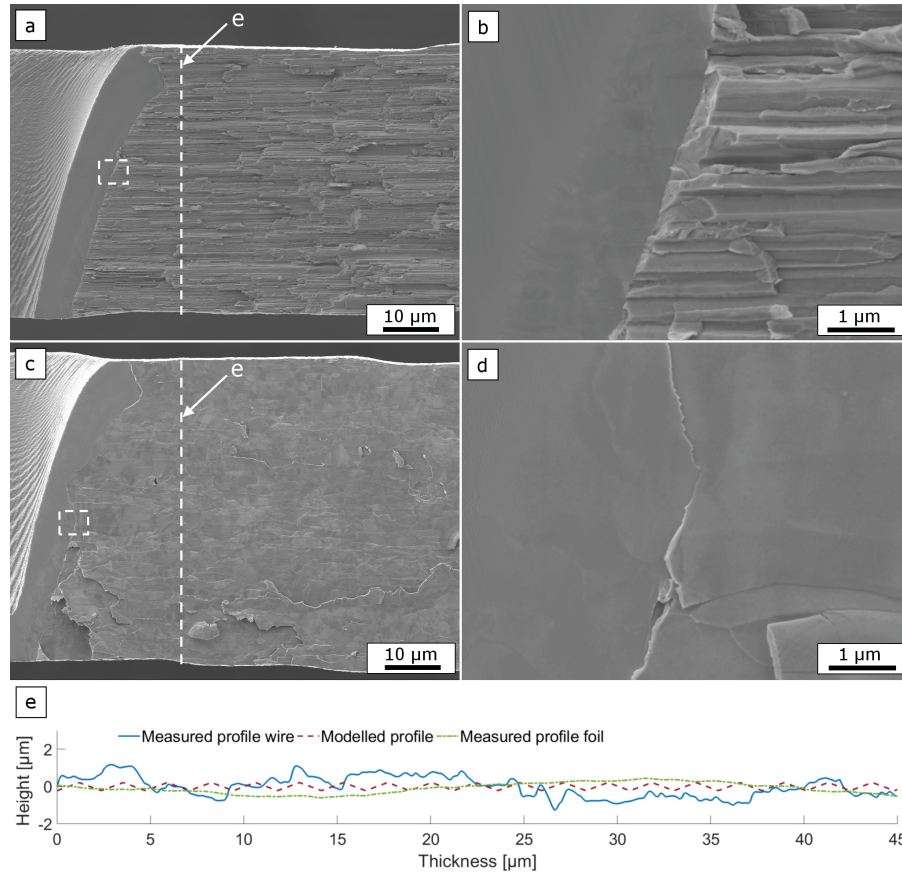 a
e
10 µm
b
1 µm
c
e
10 µm
d
1 µm
e
Measured profile wire
Modelled profile
Measured profile foil
Height [µm]
2
0
-2
0 5 10 15 20 25 30 35 40 45
Thickness [µm]